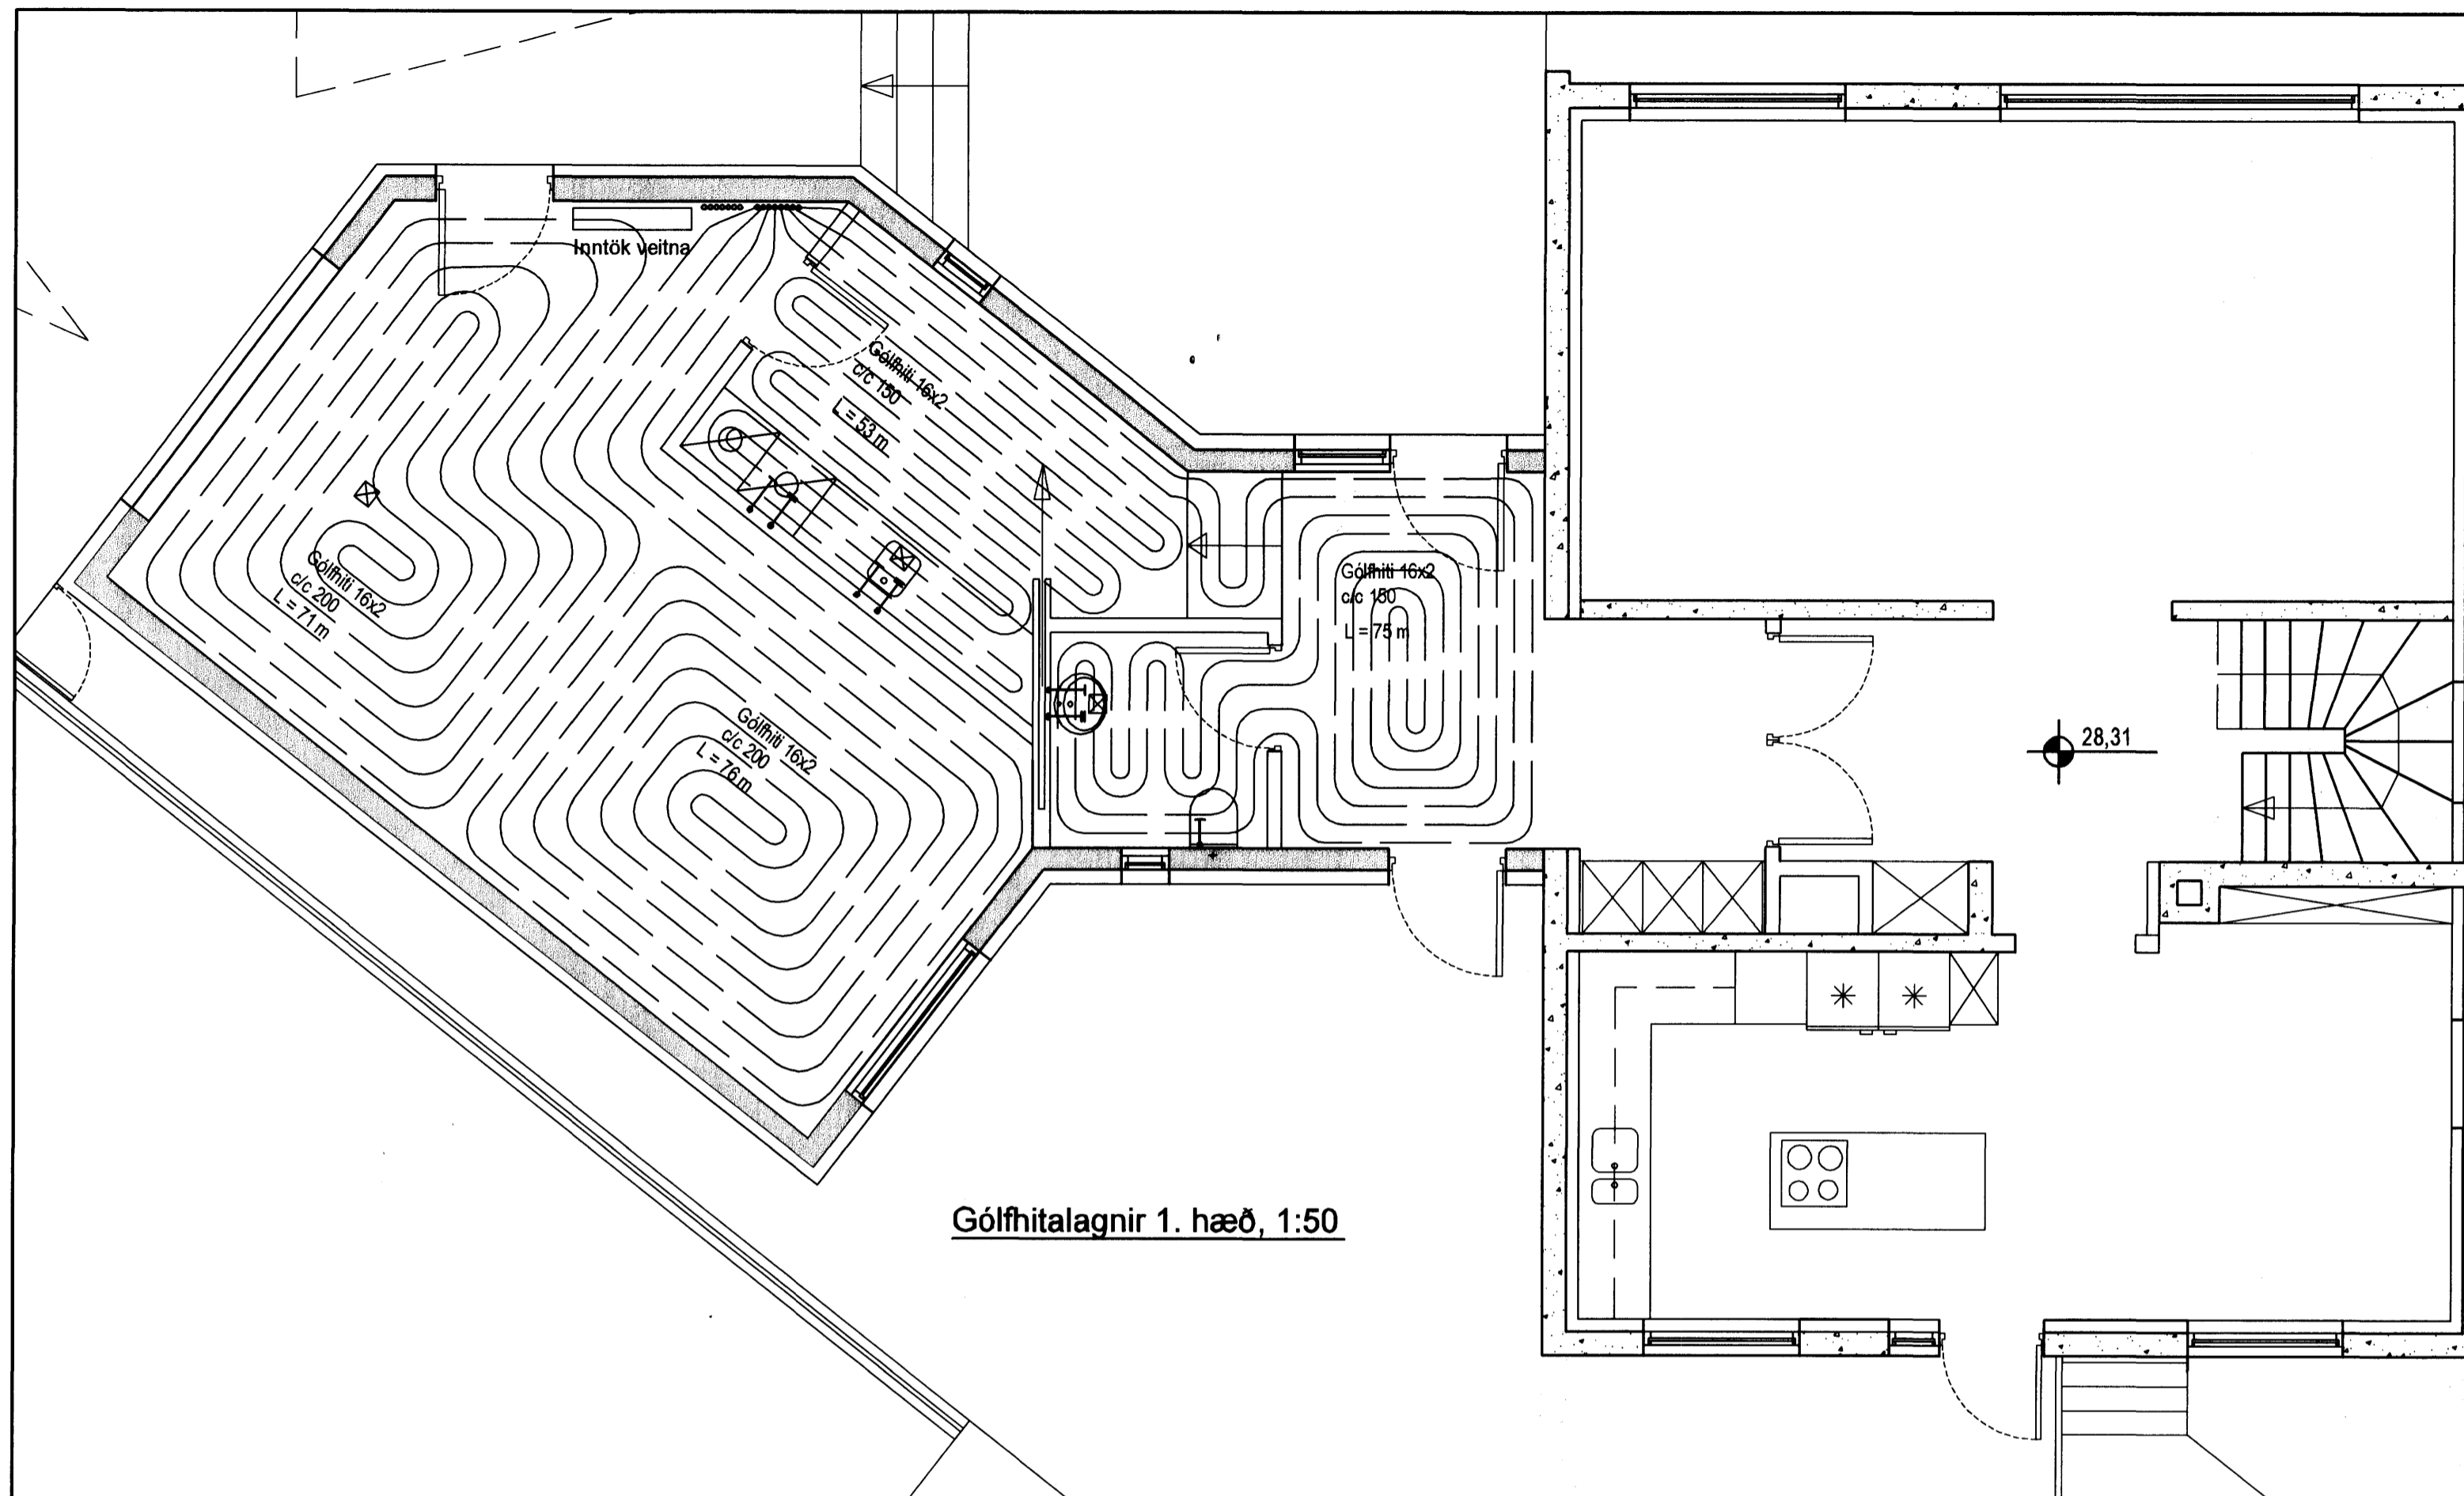 Inntök veitna
Gólfhiti 16x2
c/c 150
L = 53 m
Gólfhiti 16x2
c/c 200
L = 71 m
Gólfhiti 16x2
c/c 150
L = 75 m
Gólfhiti 16x2
c/c 200
L = 76 m
28,31
Gólfhitalagnir 1. hæð, 1:50